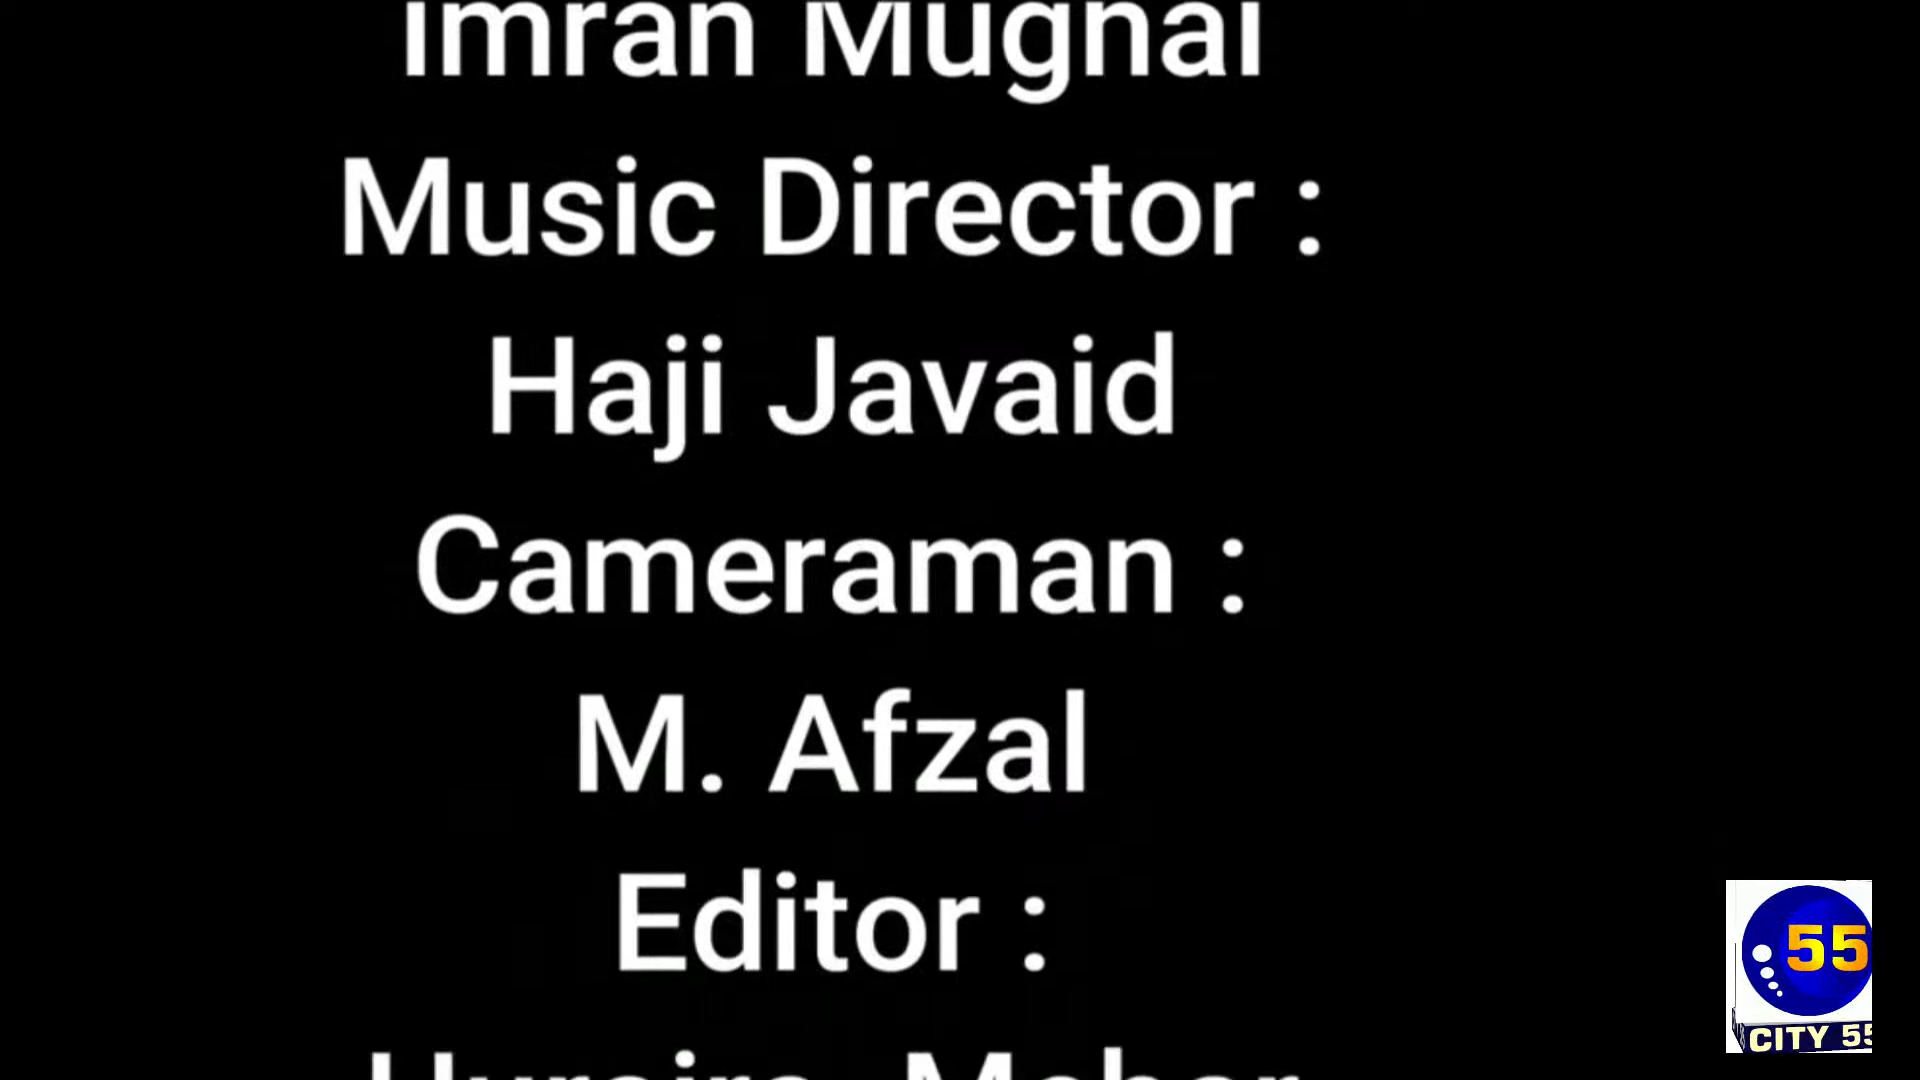 Imran Mughal
Music Director :
Haji Javaid
Cameraman :
M. Afzal
Editor :
55
CITY 55